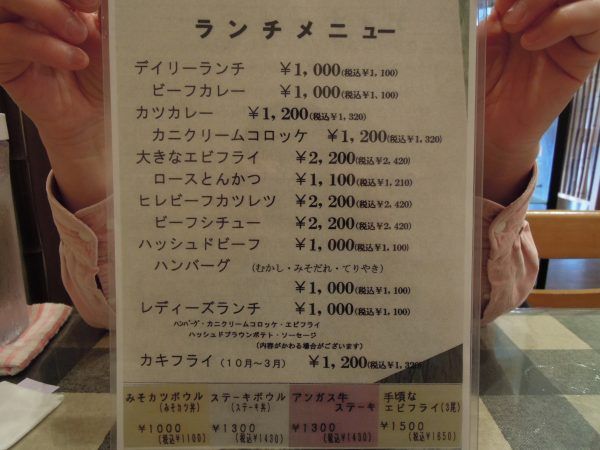 ランチメニュー
デイリーランチ ￥1,000(税込￥1,100)
ビーフカレー ￥1,000(税込￥1,100)
カツカレー ￥1,200(税込￥1,320)
カニクリームコロッケ ￥1,200(税込￥1,320)
大きなエビフライ ￥2,200(税込￥2,420)
ロースとんかつ ￥1,100(税込￥1,210)
ヒレビーフカツレツ ￥2,200(税込￥2,420)
ビーフシチュー ￥2,200(税込￥2,420)
ハッシュドビーフ ￥1,000(税込￥1,100)
ハンバーグ (むかし・みそだれ・てりやき)
￥1,000(税込￥1,100)
レディーズランチ ￥1,000(税込￥1,100)
ハンバーグ・カニクリームコロッケ・エビフライ
ハッシュドブラウンポテト・ソーセージ
(内容がかわる場合がございます)
カキフライ(10月～3月) ￥1,200(税込￥1,320)
みそカツボウル
(みそカツ丼)
￥1000
(税込￥1100)
ステーキボウル
(ステーキ丼)
￥1300
(税込￥1430)
アンガス牛
ステーキ
￥1300
(税込￥1430)
手頃な
エビフライ(3尾)
￥1500
(税込￥1650)